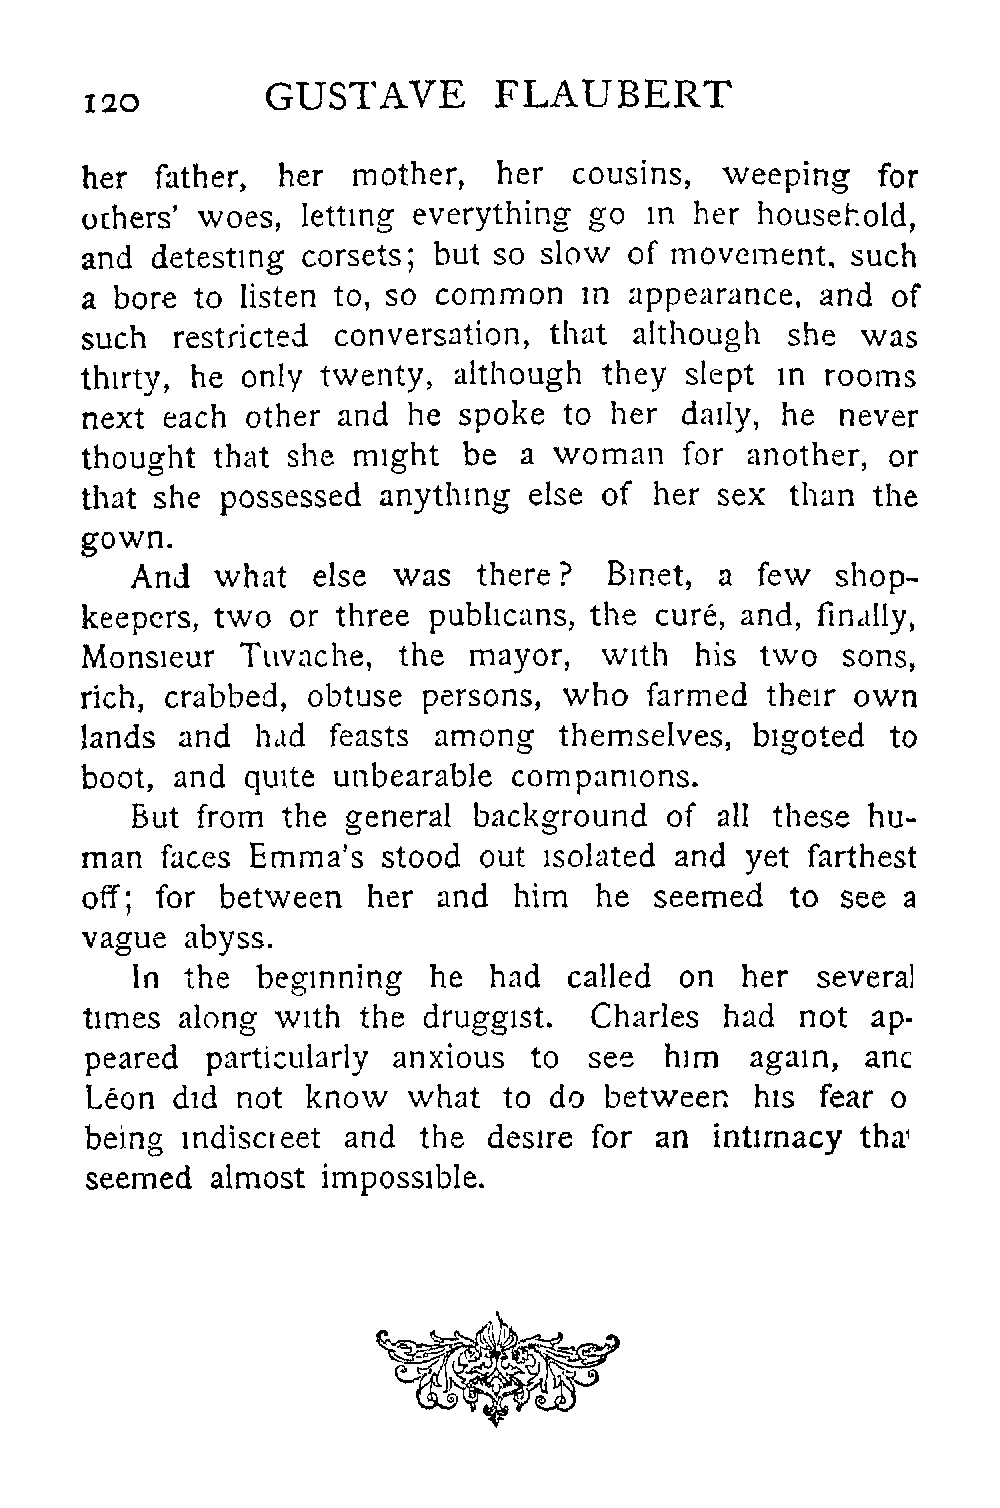 120 GUSTAVE FLAUBERT
her father, her mother, her cousins, weeping for
others' woes, letting everything go in her household,
and detesting corsets; but so slow of movement, such
a bore to listen to, so common in appearance, and of
such restricted conversation, that although she was
thirty, he only twenty, although they slept in rooms
next each other and he spoke to her daily, he never
thought that she might be a woman for another, or
that she possessed anything else of her sex than the
gown.
And what else was there? Binet, a few shop-
keepers, two or three publicans, the curé, and, finally,
Monsieur Tuvache, the mayor, with his two sons,
rich, crabbed, obtuse persons, who farmed their own
lands and had feasts among themselves, bigoted to
boot, and quite unbearable companions.
But from the general background of all these hu-
man faces Emma's stood out isolated and yet farthest
off; for between her and him he seemed to see a
vague abyss.
In the beginning he had called on her several
times along with the druggist. Charles had not ap-
peared particularly anxious to see him again, and
Léon did not know what to do between his fear o
being indiscreet and the desire for an intimacy that
seemed almost impossible.